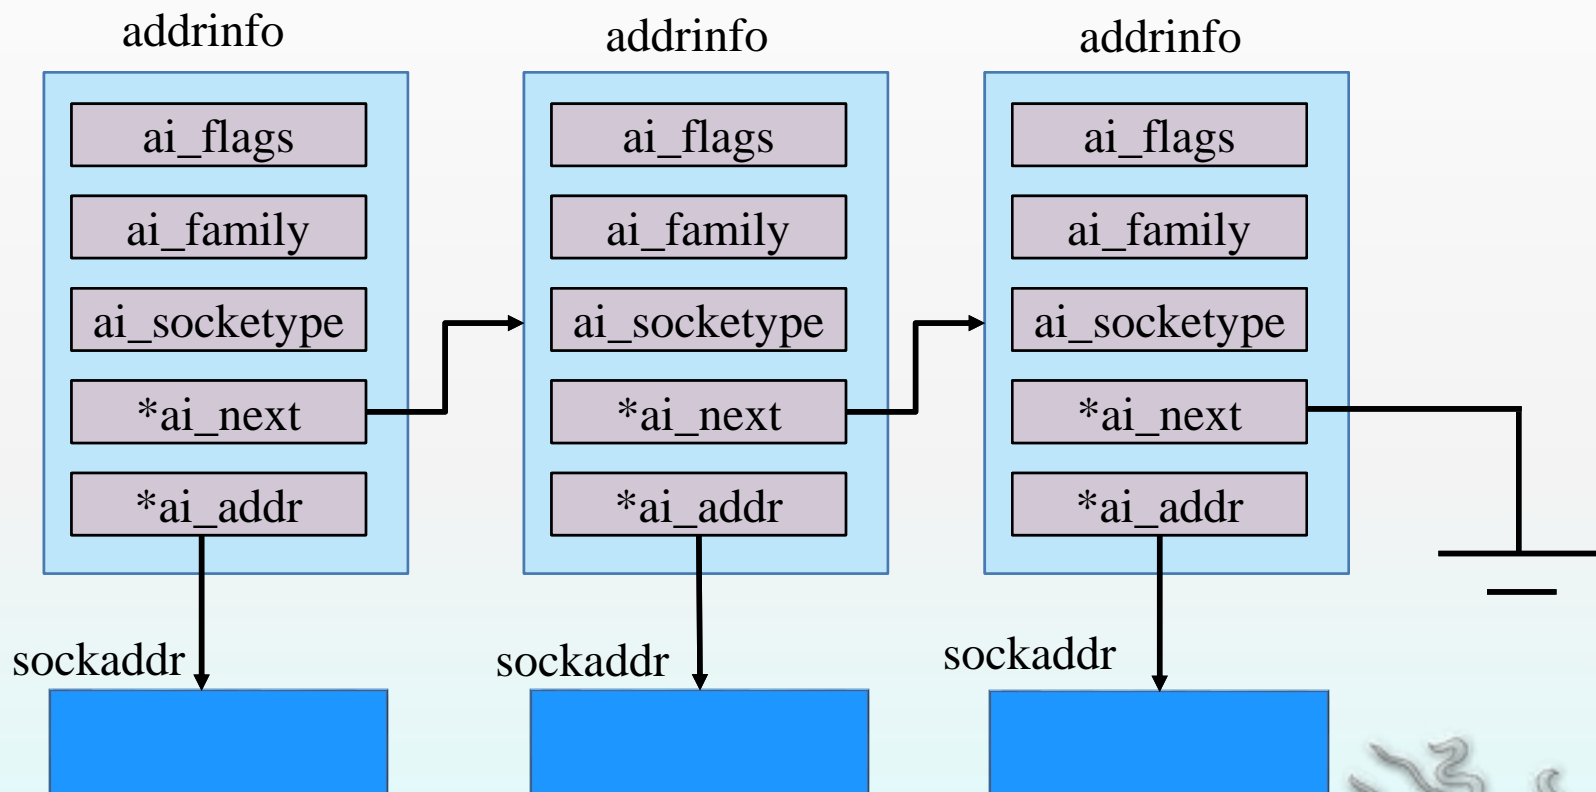 addrinfo
ai_flags
ai_family
ai_socketype
*ai_next
*ai_addr
sockaddr
addrinfo
ai_flags
ai_family
ai_socketype
*ai_next
*ai_addr
sockaddr
addrinfo
ai_flags
ai_family
ai_socketype
*ai_next
*ai_addr
sockaddr